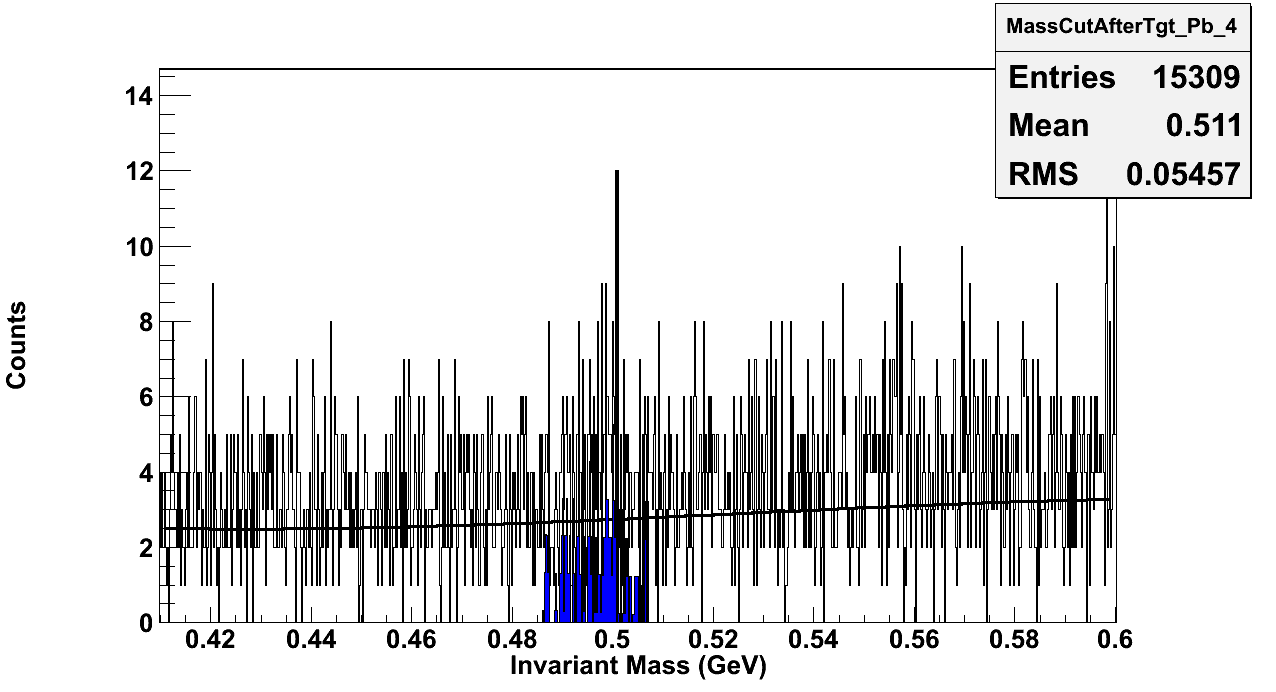 MassCutAfterTgt_Pb_4
Entries 15309
Mean 0.511
RMS 0.05457
14
12
10
8
6
4
2
0
Counts
0.42 0.44 0.46 0.48 0.5 0.52 0.54 0.56 0.58 0.6
Invariant Mass (GeV)